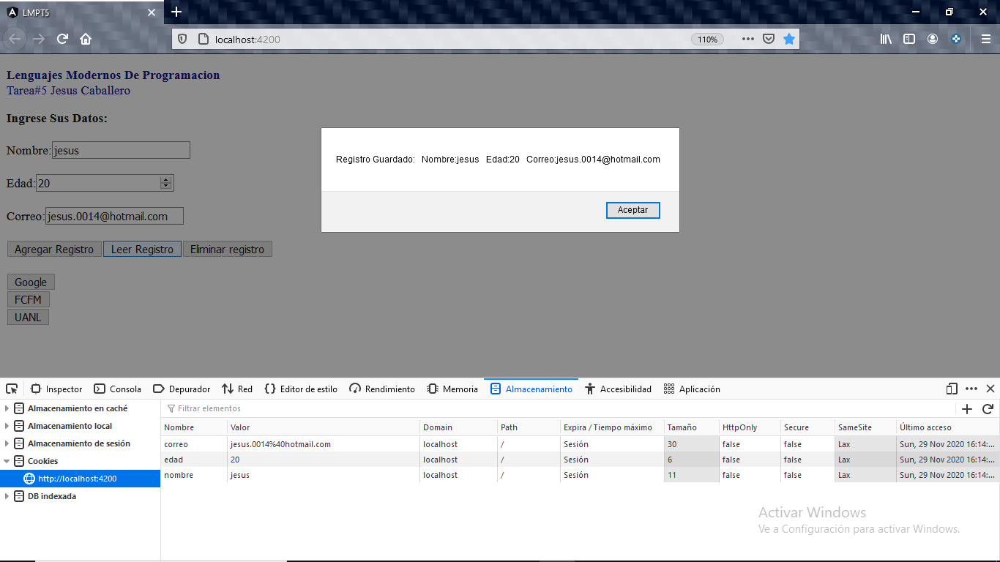 LMPT5
localhost:4200
110%
Lenguajes Modernos De Programacion
Tarea#5 Jesus Caballero
Ingrese Sus Datos:
Nombre: jesus
Edad: 20
Correo: jesus.0014@hotmail.com
Agregar Registro Leer Registro Eliminar registro
Google
FCFM
UANL
Registro Guardado: Nombre:jesus Edad:20 Correo:jesus.0014@hotmail.com
Aceptar
Inspector Consola Depurador Red Editor de estilo Rendimiento Memoria Almacenamiento Accesibilidad Aplicación
Almacenamiento en caché
Almacenamiento local
Almacenamiento de sesión
Cookies
http://localhost:4200
DB indexada
Filtrar elementos
Nombre Valor Domain Path Expira / Tiempo máximo Tamaño HttpOnly Secure SameSite Último acceso
correo jesus.0014%40hotmail.com localhost / Sesión 30 false false Lax Sun, 29 Nov 2020 16:14:...
edad 20 localhost / Sesión 6 false false Lax Sun, 29 Nov 2020 16:14:...
nombre jesus localhost / Sesión 11 false false Lax Sun, 29 Nov 2020 16:14:...
Activar Windows
Ve a Configuración para activar Windows.